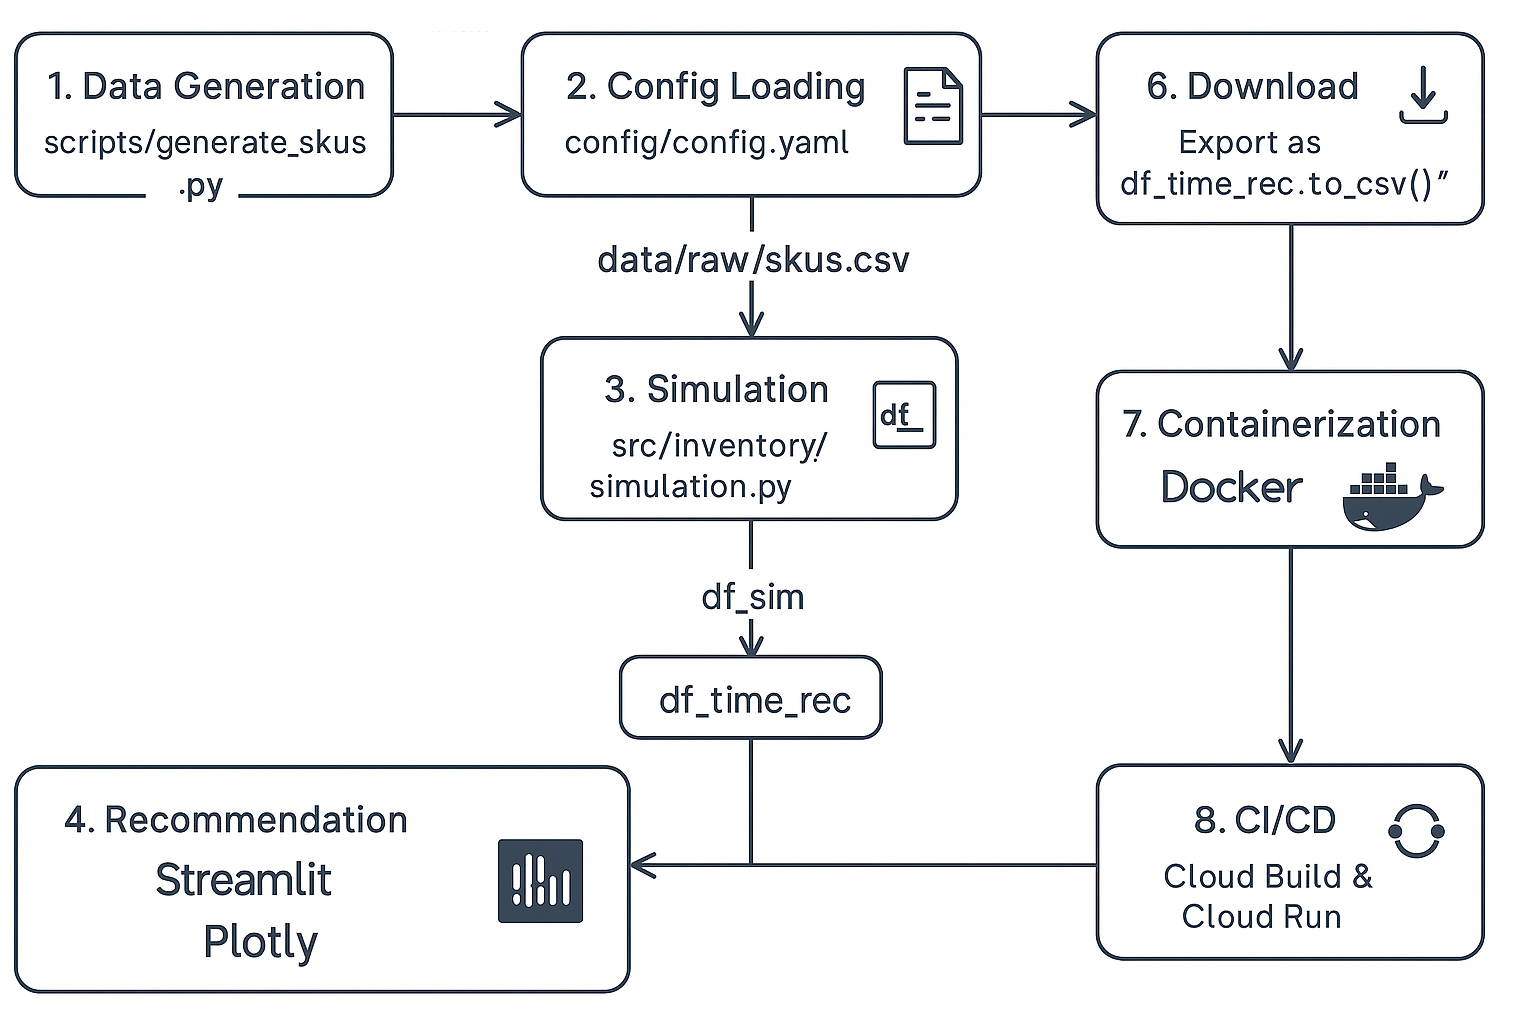 1. Data Generation
scripts/generate_skus
.py
2. Config Loading
config/config.yaml
6. Download
Export as
df_time_rec.to_csv()”
data/raw/skus.csv
3. Simulation
src/inventory/
simulation.py
df_
7. Containerization
Docker
df_sim
df_time_rec
4. Recommendation
Streamlit
Plotly
8. CI/CD
Cloud Build &
Cloud Run